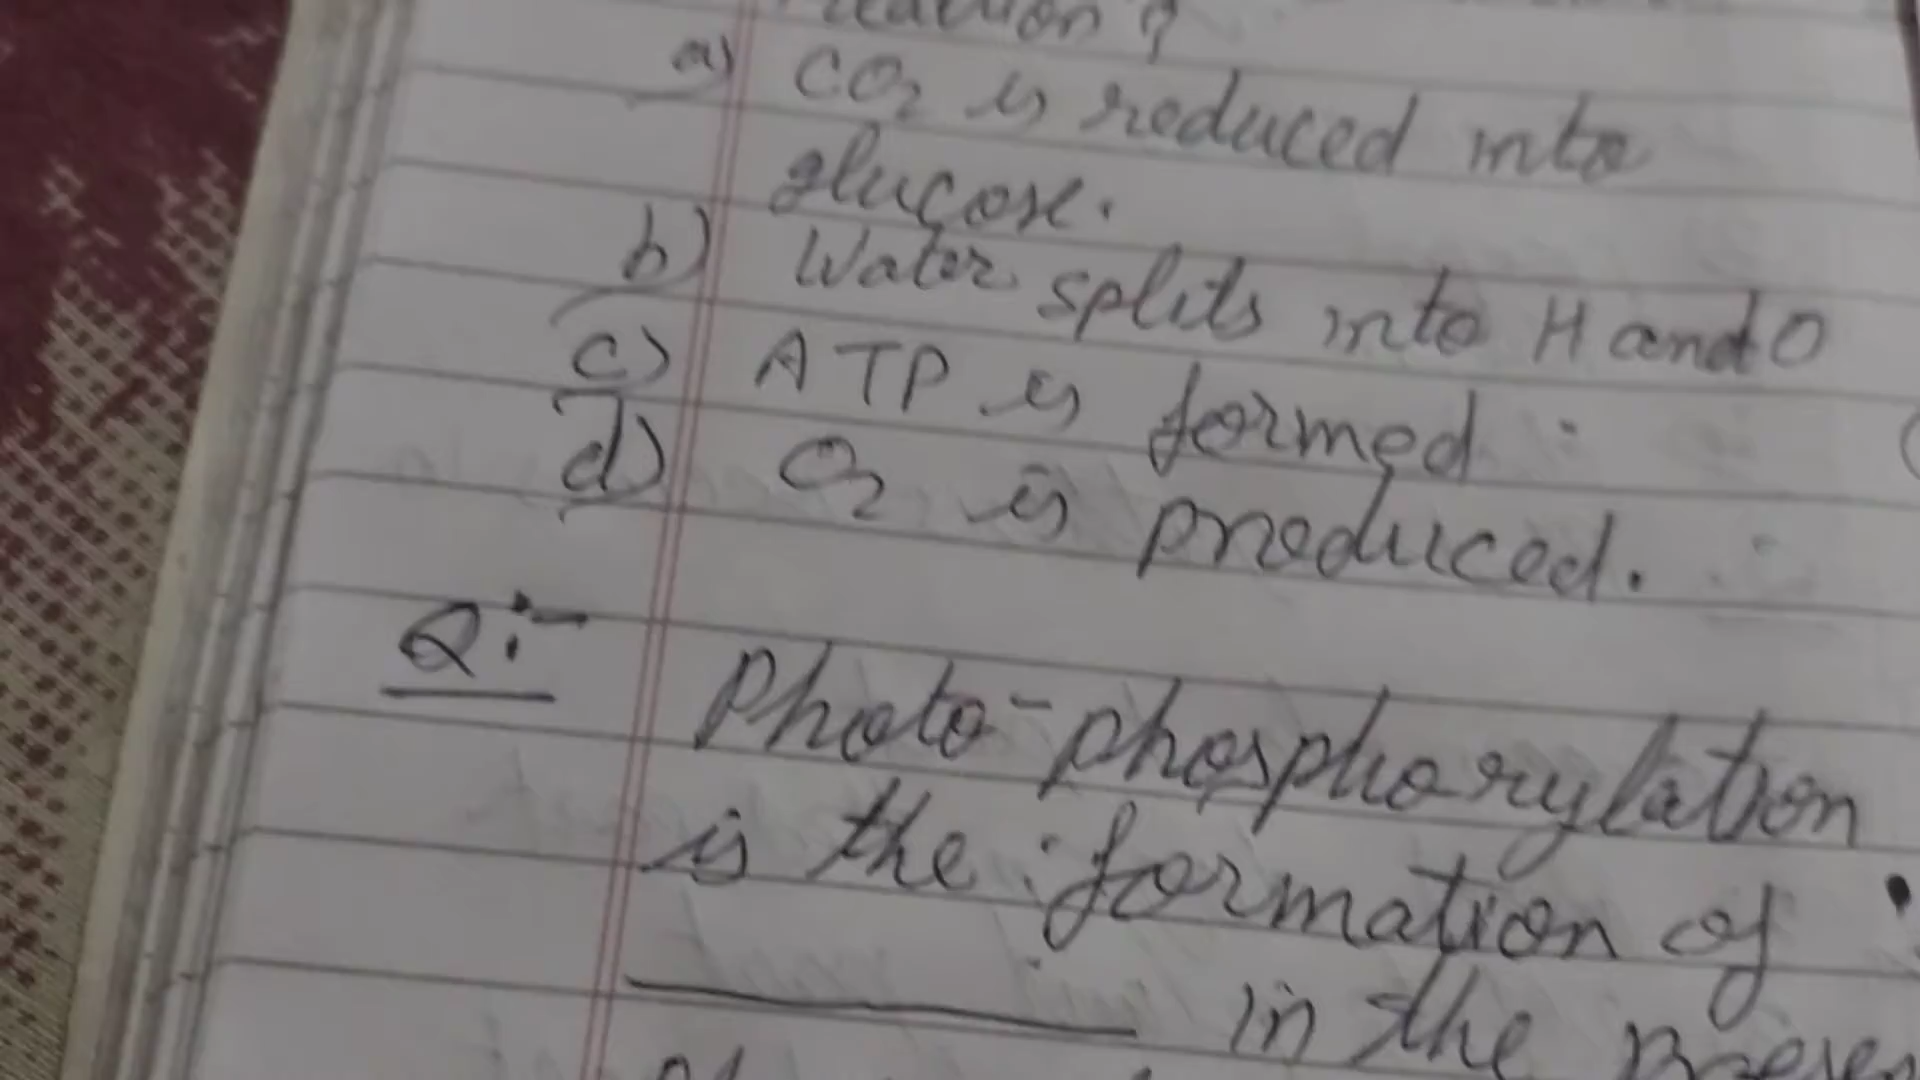 a) CO2 is reduced into
glucose.
b) Water splits into H and O
c) ATP is formed.
d) O2 is produced.
Q:- Photo-phosphorylation
is the formation of
______ in the